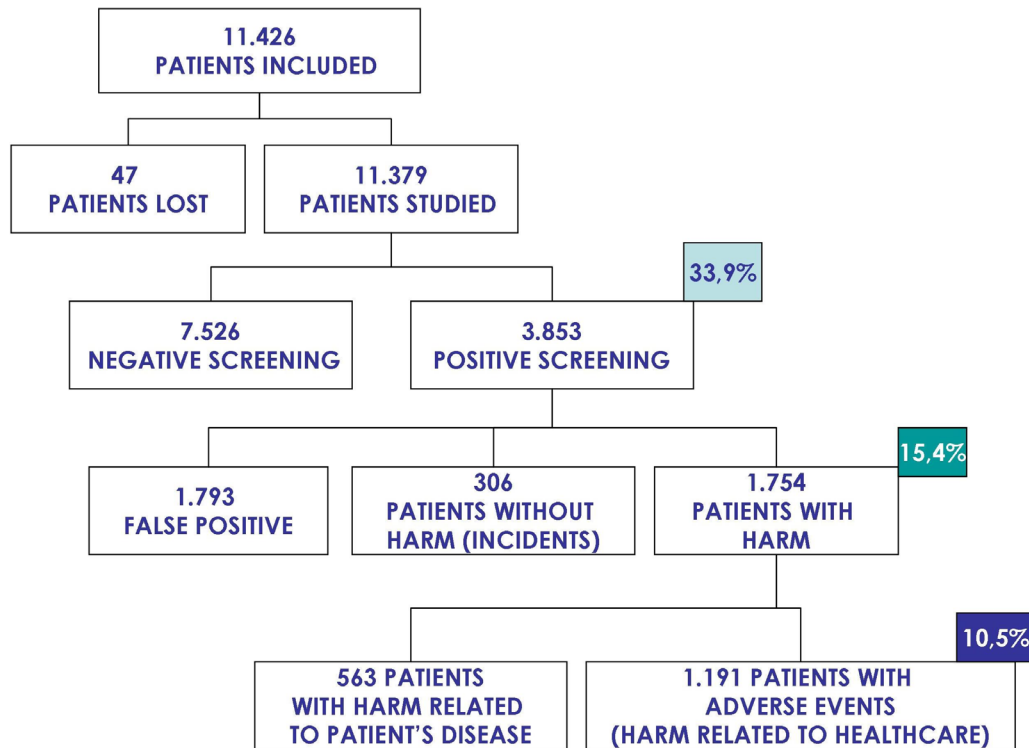 11.426
PATIENTS INCLUDED
47
PATIENTS LOST
11.379
PATIENTS STUDIED
33,9%
7.526
NEGATIVE SCREENING
3.853
POSITIVE SCREENING
15,4%
1.793
FALSE POSITIVE
306
PATIENTS WITHOUT
HARM (INCIDENTS)
1.754
PATIENTS WITH
HARM
10,5%
563 PATIENTS
WITH HARM RELATED
TO PATIENT'S DISEASE
1.191 PATIENTS WITH
ADVERSE EVENTS
(HARM RELATED TO HEALTHCARE)